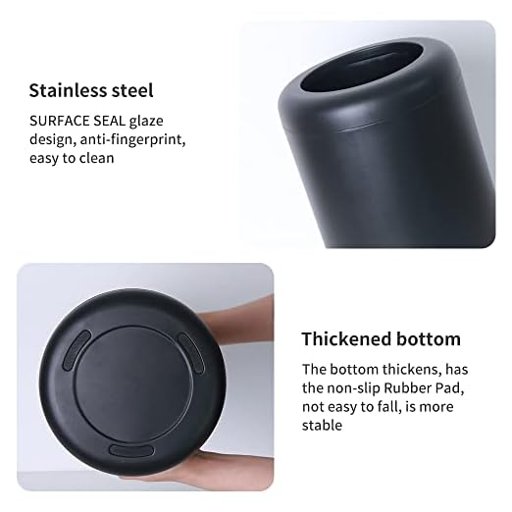 Stainless steel
SURFACE SEAL glaze
design, anti-fingerprint,
easy to clean
Thickened bottom
The bottom thickens, has
the non-slip Rubber Pad,
not easy to fall, is more
stable